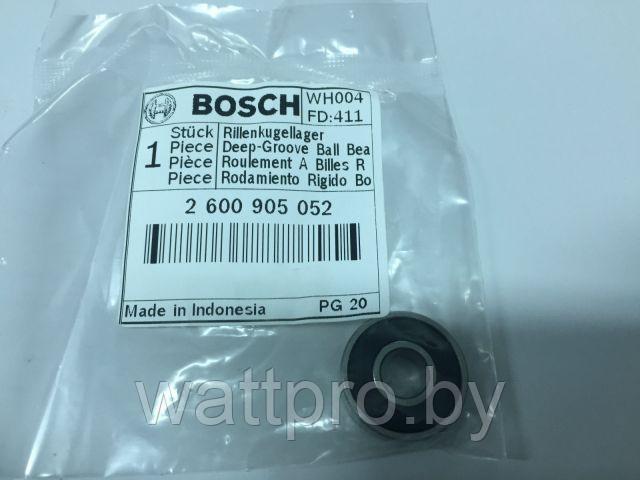 BOSCH
WH004
FD:411
1
Stück Rillenkugellager
Piece Deep-Groove Ball Bea
Pièce Roulement A Billes R
Piece Rodamiento Rigido Bo
2 600 905 052
Made in Indonesia PG 20
wattpro.by